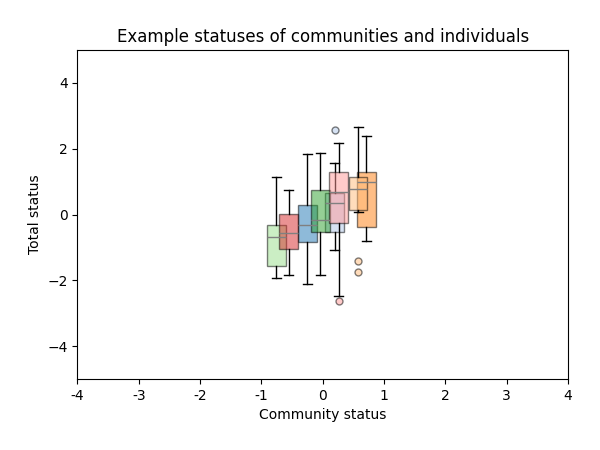 Example statuses of communities and individuals
Total status
4
2
0
−2
−4
-4 -3 -2 -1 0 1 2 3 4
Community status